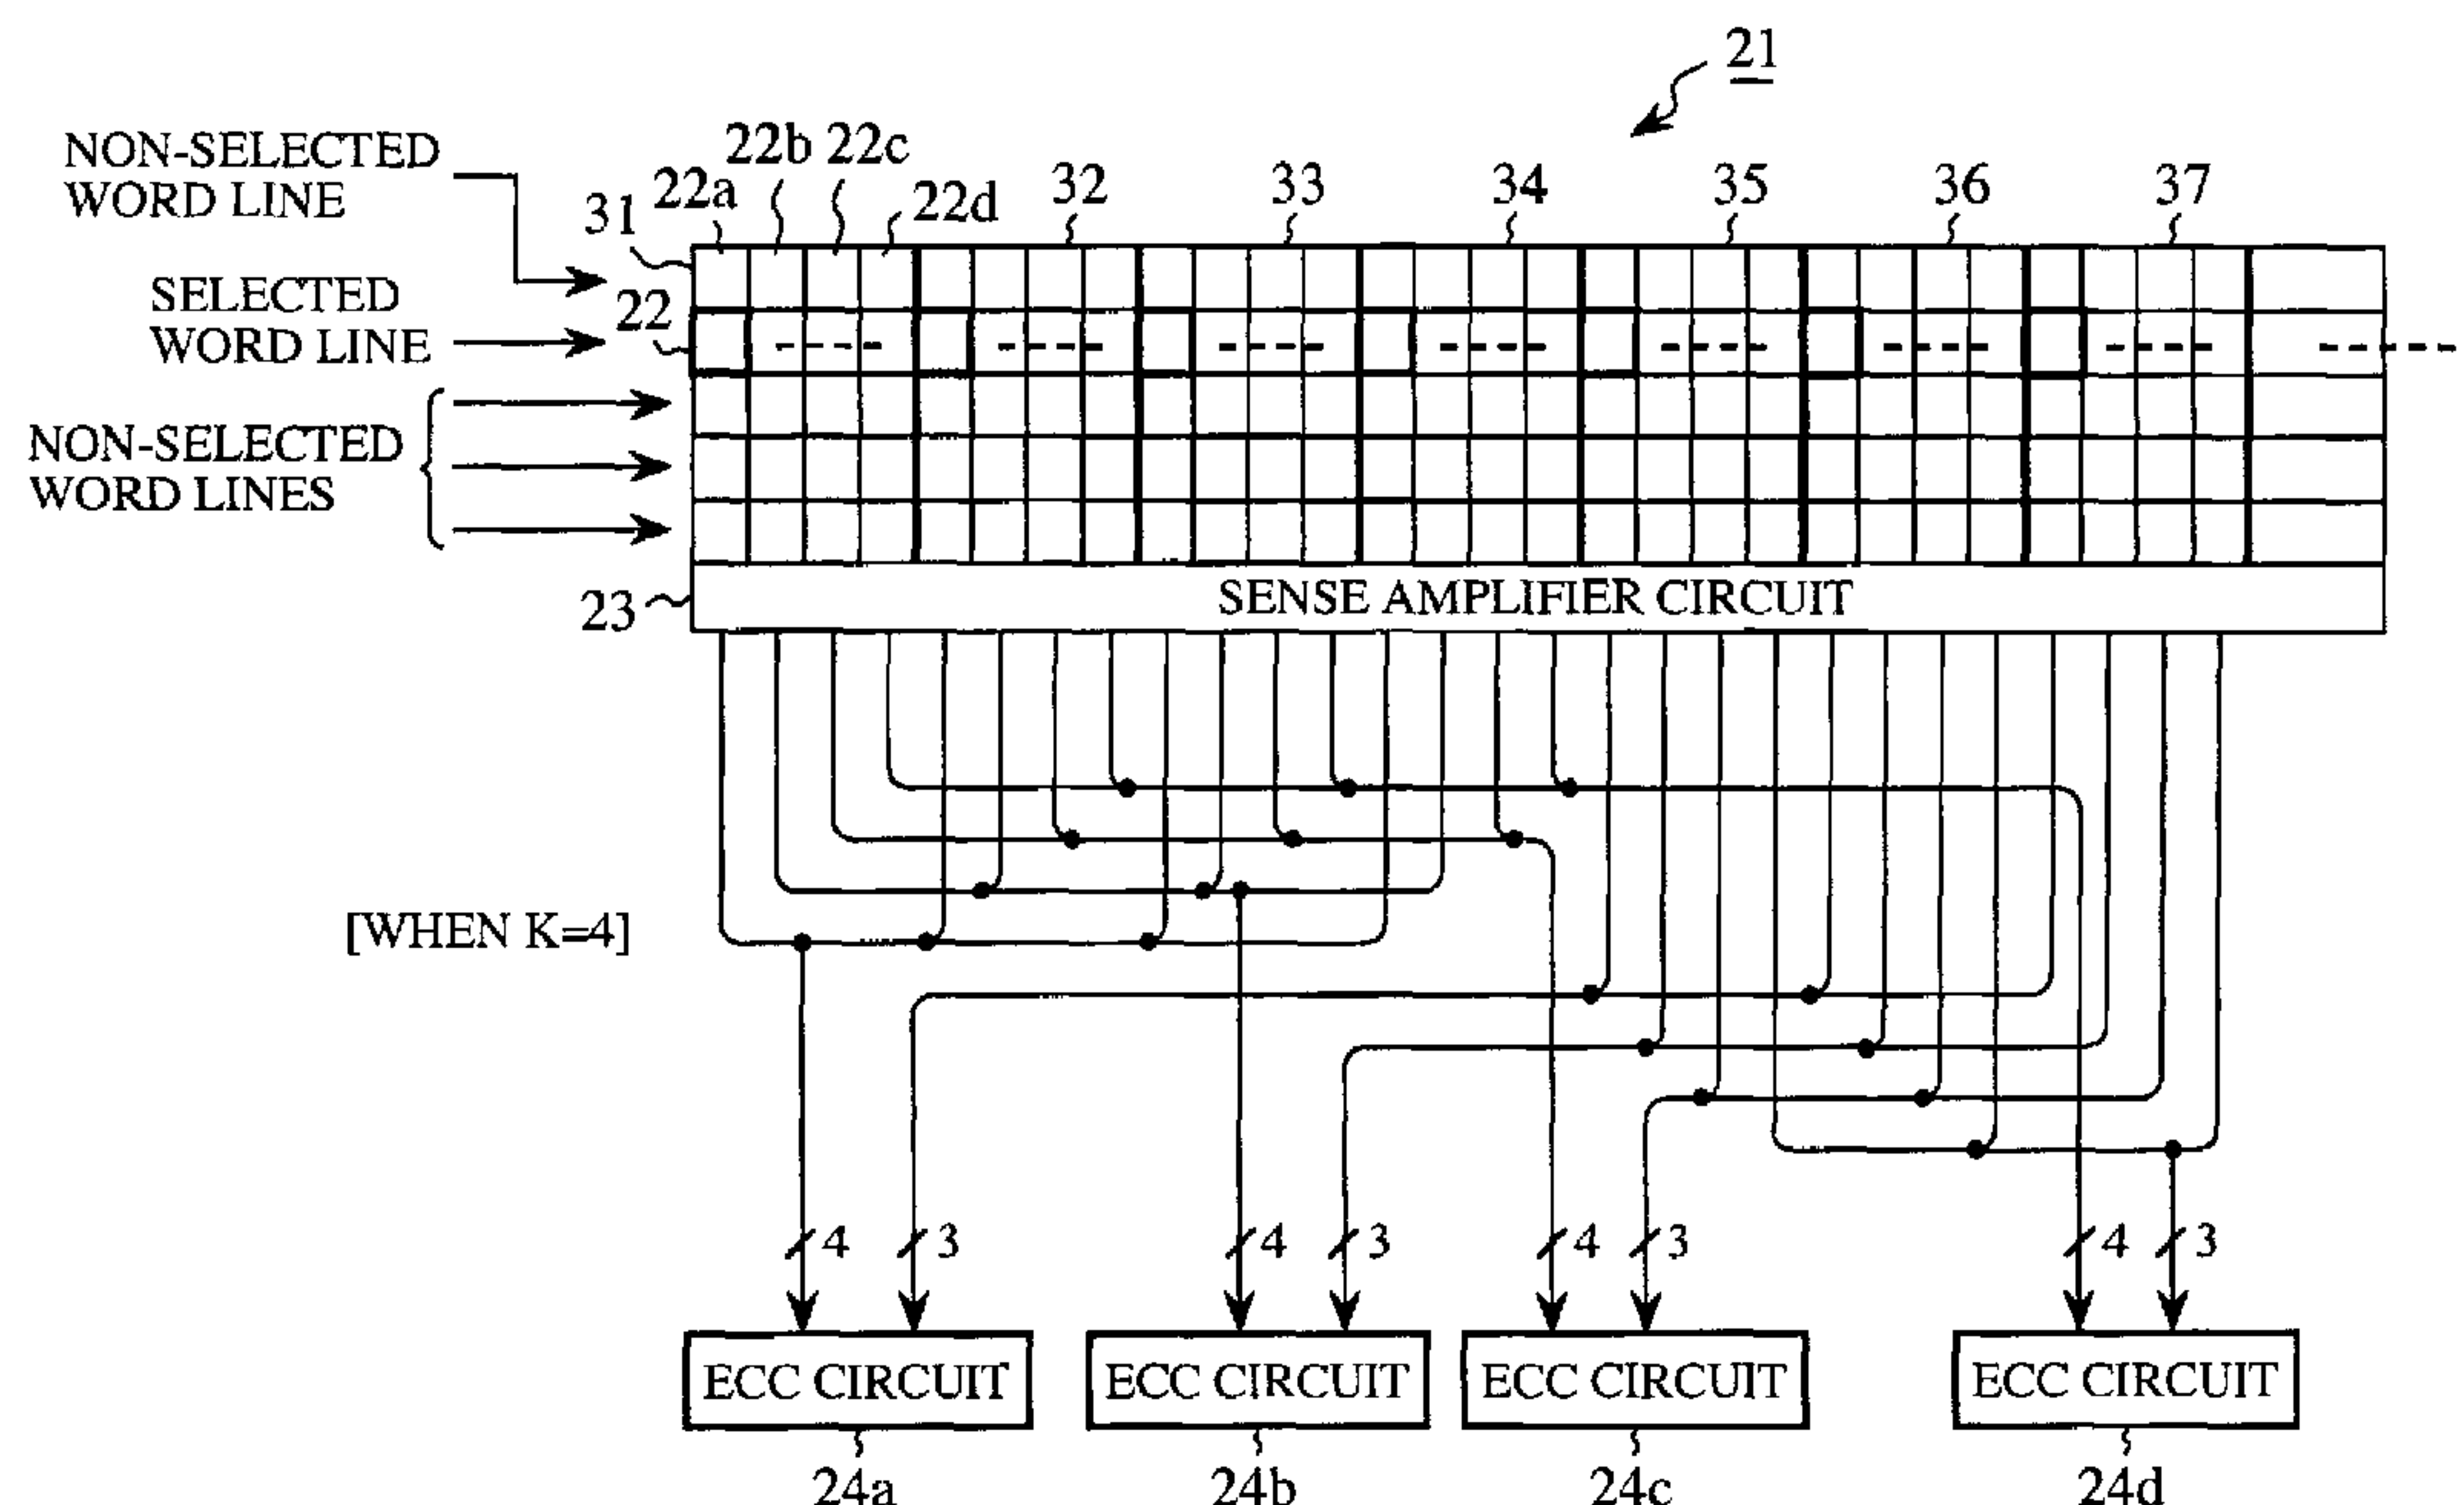 21
NON-SELECTED
WORD LINE
22b 22c
22a
22d
31
32
33
34
35
36
37
SELECTED
WORD LINE
22
NON-SELECTED
WORD LINES
23
SENSE AMPLIFIER CIRCUIT
[WHEN K=4]
4 3 4 3 4 3 4 3
ECC CIRCUIT ECC CIRCUIT ECC CIRCUIT ECC CIRCUIT
24a 24b 24c 24d